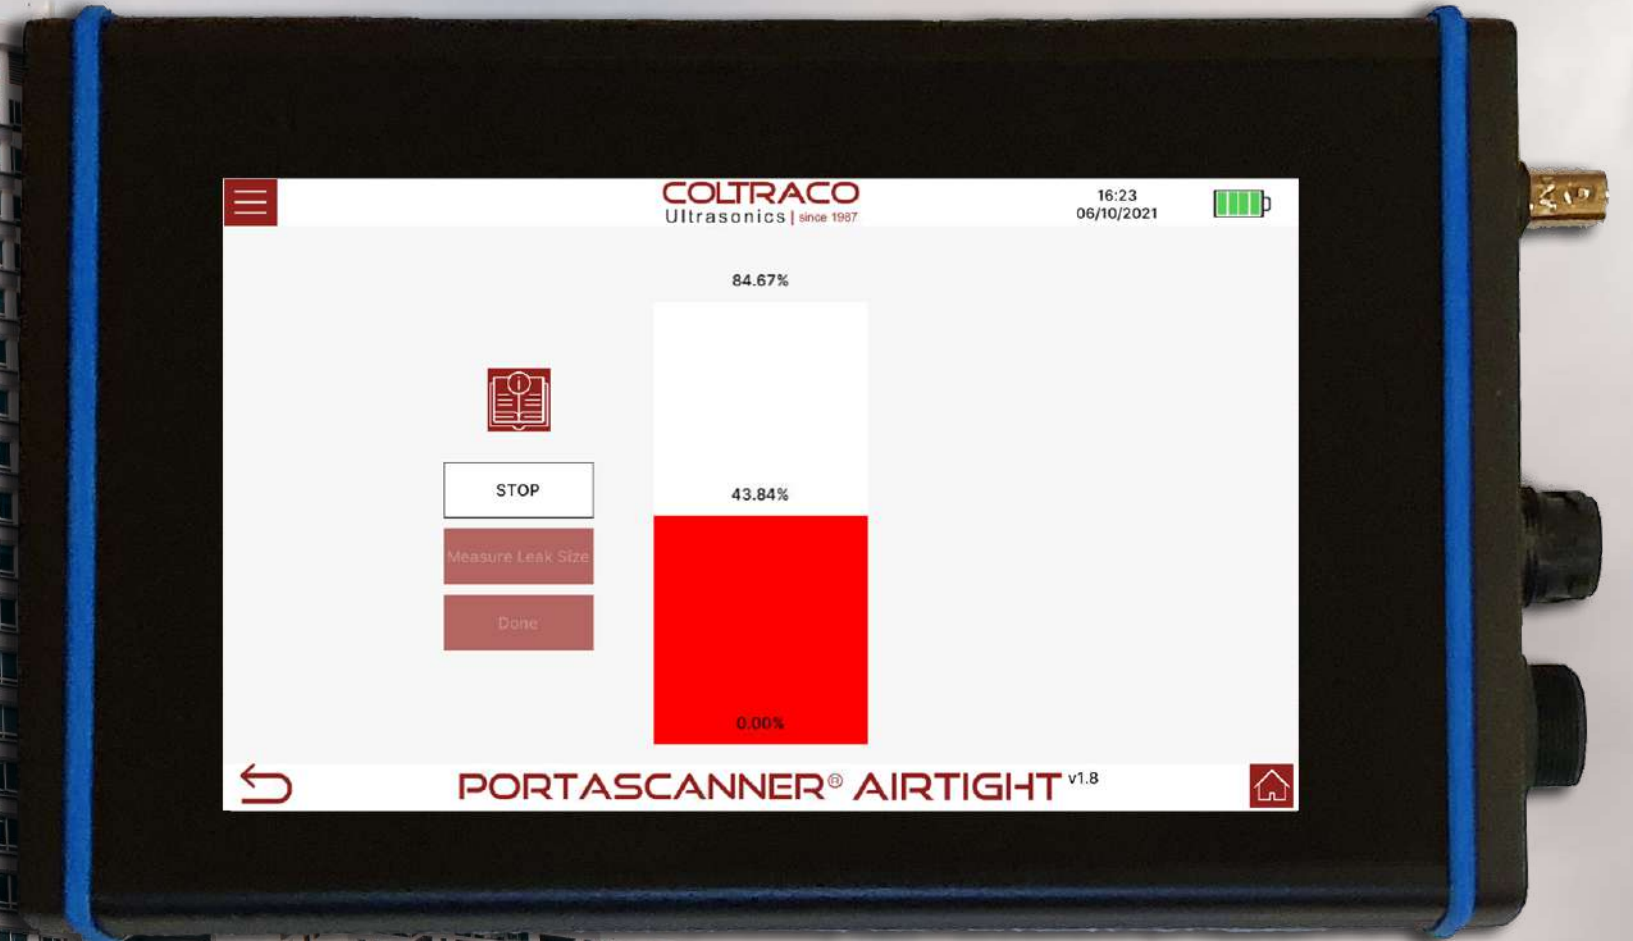 COLTRACO
Ultrasonics | since 1987
16:23
06/10/2021
84.67%
STOP
43.84%
Measure Leak Size
Done
0.00%
PORTASCANNER® AIRTIGHT v1.8